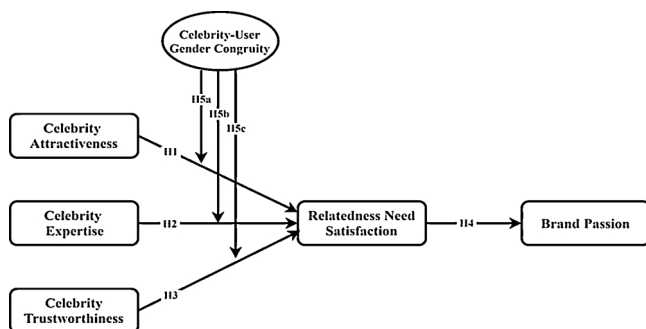 Celebrity-User
Gender Congruity
H5a
H5b
H5c
Celebrity
Attractiveness
H1
Celebrity
Expertise
H2
Relatedness Need
Satisfaction
H4
Brand Passion
H3
Celebrity
Trustworthiness